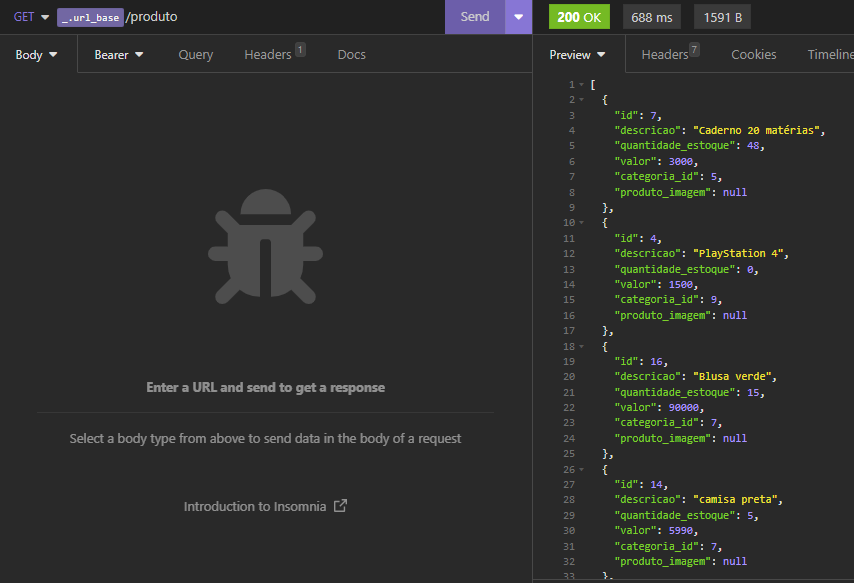 GET _.url_base /produto Send 200 OK 688 ms 1591 B
Body Bearer Query Headers 1 Docs
Enter a URL and send to get a response
Select a body type from above to send data in the body of a request
Introduction to Insomnia
Preview Headers 7 Cookies Timeline
1 [
2 {
3 "id": 7,
4 "descricao": "Caderno 20 matérias",
5 "quantidade_estoque": 48,
6 "valor": 3000,
7 "categoria_id": 5,
8 "produto_imagem": null
9 },
10 {
11 "id": 4,
12 "descricao": "PlayStation 4",
13 "quantidade_estoque": 0,
14 "valor": 1500,
15 "categoria_id": 9,
16 "produto_imagem": null
17 },
18 {
19 "id": 16,
20 "descricao": "Blusa verde",
21 "quantidade_estoque": 15,
22 "valor": 90000,
23 "categoria_id": 7,
24 "produto_imagem": null
25 },
26 {
27 "id": 14,
28 "descricao": "camisa preta",
29 "quantidade_estoque": 5,
30 "valor": 5990,
31 "categoria_id": 7,
32 "produto_imagem": null
33 },